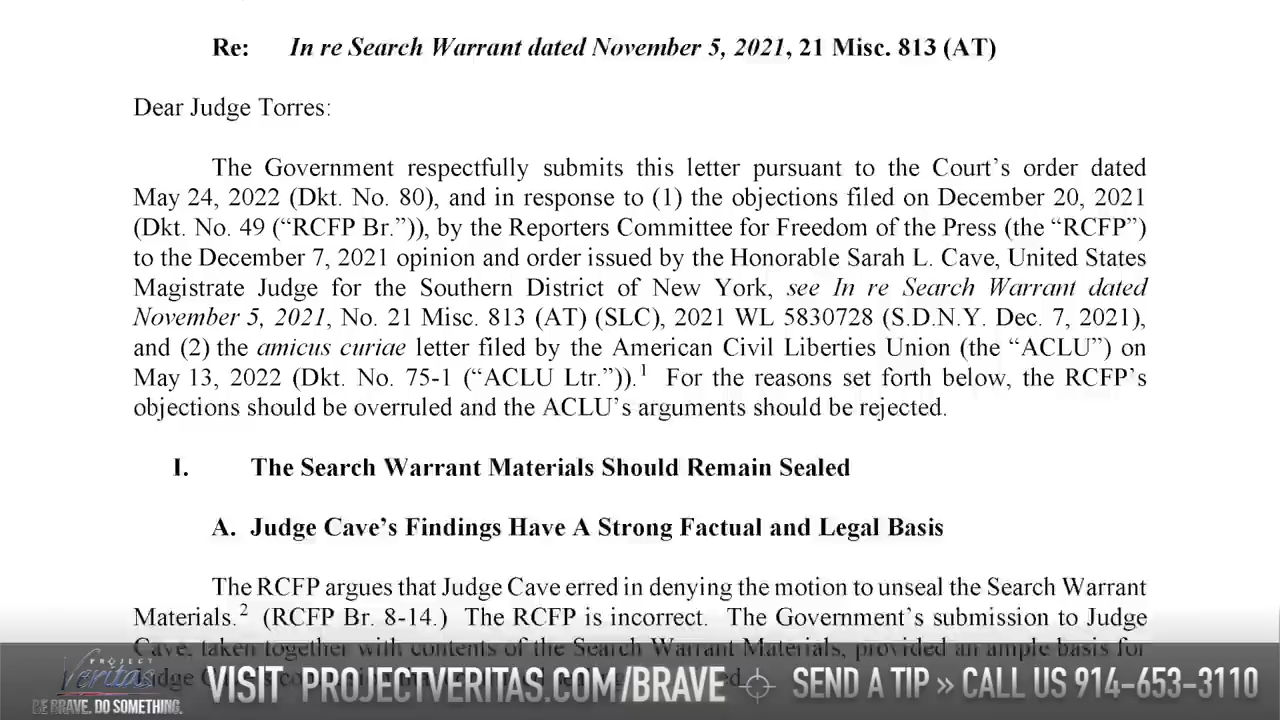 Re: In re Search Warrant dated November 5, 2021, 21 Misc. 813 (AT)
Dear Judge Torres:
The Government respectfully submits this letter pursuant to the Court’s order dated
May 24, 2022 (Dkt. No. 80), and in response to (1) the objections filed on December 20, 2021
(Dkt. No. 49 (“RCFP Br.”)), by the Reporters Committee for Freedom of the Press (the “RCFP”)
to the December 7, 2021 opinion and order issued by the Honorable Sarah L. Cave, United States
Magistrate Judge for the Southern District of New York, see In re Search Warrant dated
November 5, 2021, No. 21 Misc. 813 (AT) (SLC), 2021 WL 5830728 (S.D.N.Y. Dec. 7, 2021),
and (2) the amicus curiae letter filed by the American Civil Liberties Union (the “ACLU”) on
May 13, 2022 (Dkt. No. 75-1 (“ACLU Ltr.”)).1 For the reasons set forth below, the RCFP’s
objections should be overruled and the ACLU’s arguments should be rejected.
I. The Search Warrant Materials Should Remain Sealed
A. Judge Cave’s Findings Have A Strong Factual and Legal Basis
The RCFP argues that Judge Cave erred in denying the motion to unseal the Search Warrant
Materials.2 (RCFP Br. 8-14.) The RCFP is incorrect. The Government’s submission to Judge
Cave, taken together with contents of the Search Warrant Materials, provided an ample basis for
PROJECT
Veritas
BE BRAVE. DO SOMETHING.
VISIT PROJECTVERITAS.COM/BRAVE SEND A TIP » CALL US 914-653-3110